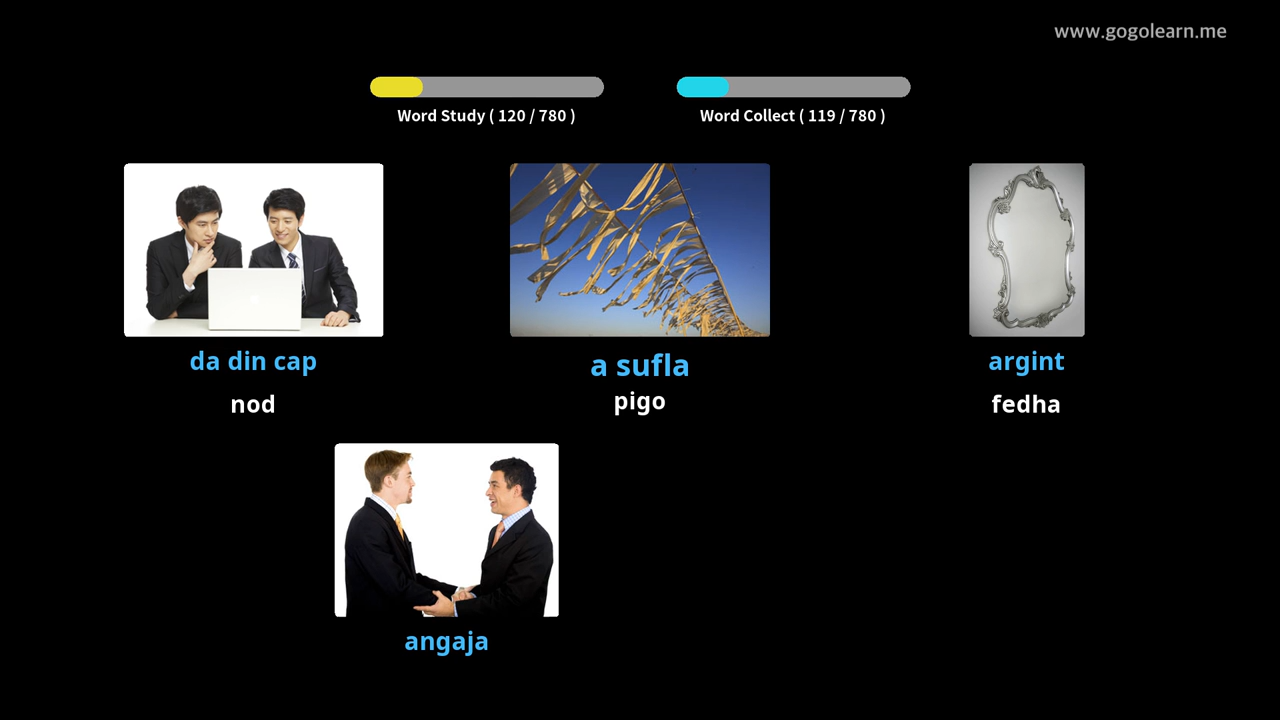 www.gogolearn.me
Word Study ( 120 / 780 )
Word Collect ( 119 / 780 )
da din cap
nod
a sufla
pigo
argint
fedha
angaja